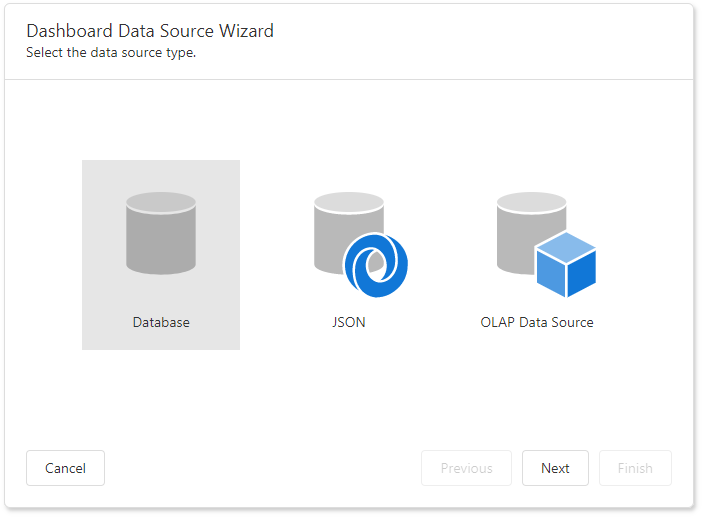 Dashboard Data Source Wizard
Select the data source type.
Database
JSON
OLAP Data Source
Cancel
Previous
Next
Finish